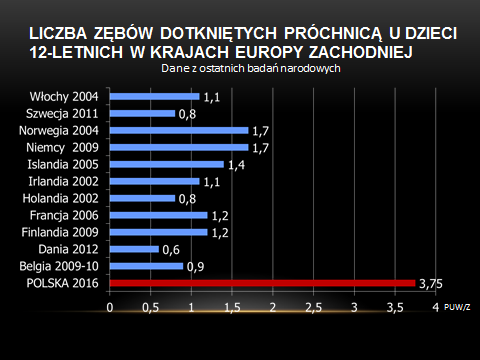 LICZBA ZĘBÓW DOTKNIĘTYCH PRÓCHNICĄ U DZIECI
12-LETNICH W KRAJACH EUROPY ZACHODNIEJ
Dane z ostatnich badań narodowych
Włochy 2004 1,1
Szwecja 2011 0,8
Norwegia 2004 1,7
Niemcy 2009 1,7
Islandia 2005 1,4
Irlandia 2002 1,1
Holandia 2002 0,8
Francja 2006 1,2
Finlandia 2009 1,2
Dania 2012 0,6
Belgia 2009-10 0,9
POLSKA 2016 3,75
0 0,5 1 1,5 2 2,5 3 3,5 4 PUW/Z